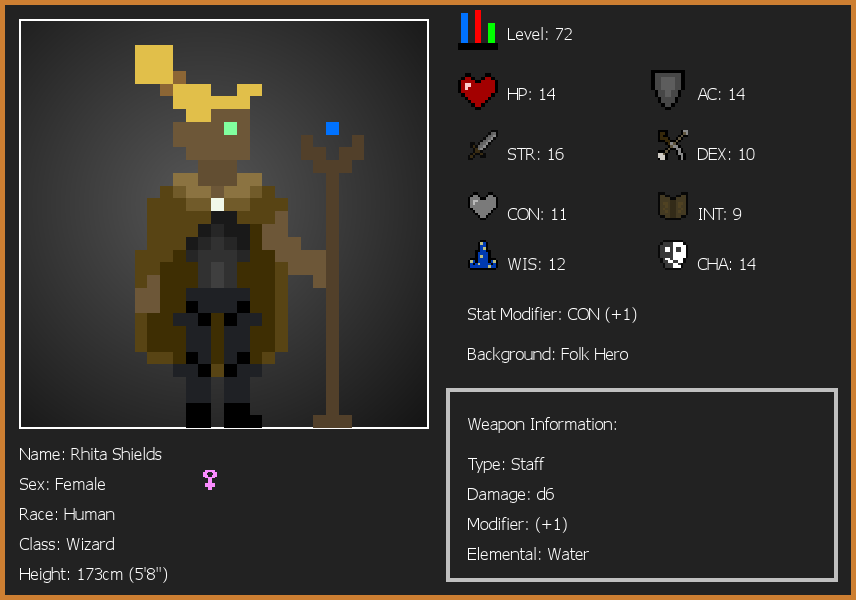 Level: 72
HP: 14
AC: 14
STR: 16
DEX: 10
CON: 11
INT: 9
WIS: 12
CHA: 14
Stat Modifier: CON (+1)
Background: Folk Hero
Weapon Information:
Type: Staff
Damage: d6
Modifier: (+1)
Elemental: Water
Name: Rhita Shields
Sex: Female
Race: Human
Class: Wizard
Height: 173cm (5'8")